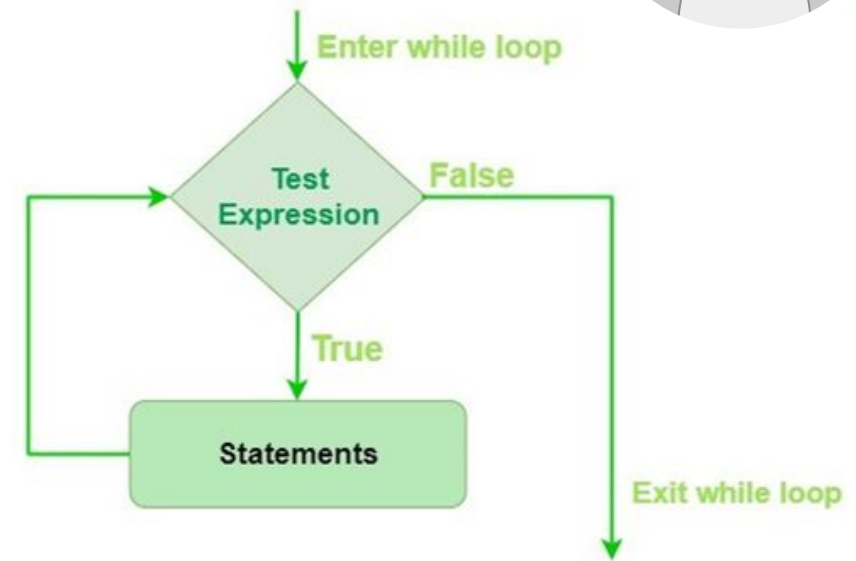 Enter while loop
Test
Expression
False
True
Statements
Exit while loop